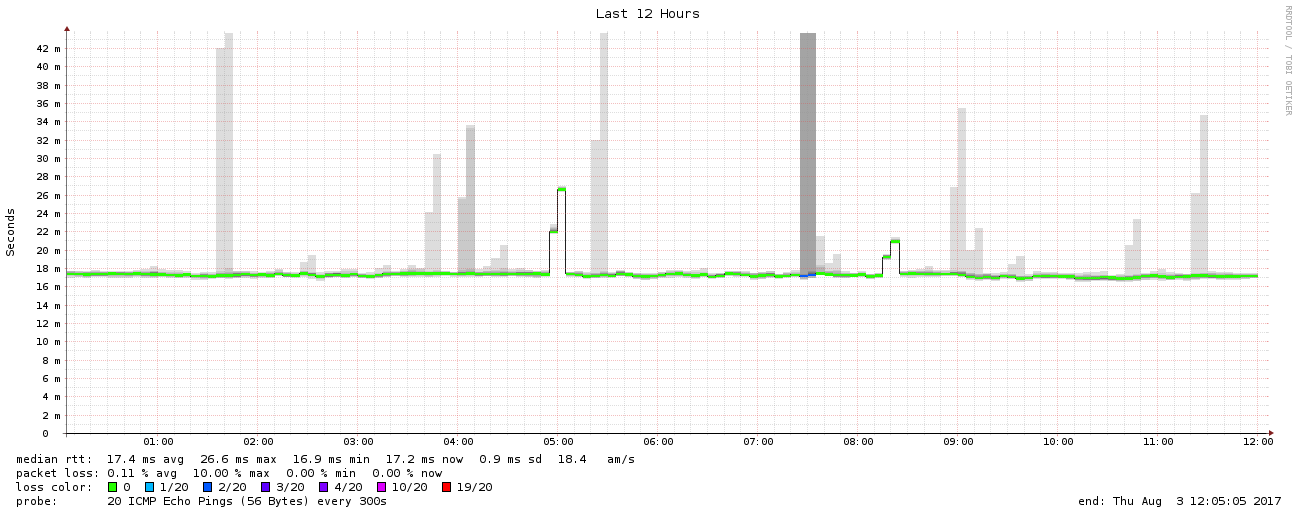 Last 12 Hours
RRDTOOL / TOBI OETIKER
Seconds
42 m
40 m
38 m
36 m
34 m
32 m
30 m
28 m
26 m
24 m
22 m
20 m
18 m
16 m
14 m
12 m
10 m
8 m
6 m
4 m
2 m
0
01:00 02:00 03:00 04:00 05:00 06:00 07:00 08:00 09:00 10:00 11:00 12:00
median rtt: 17.4 ms avg 26.6 ms max 16.9 ms min 17.2 ms now 0.9 ms sd 18.4 am/s
packet loss: 0.11 % avg 10.00 % max 0.00 % min 0.00 % now
loss color: 0 1/20 2/20 3/20 4/20 10/20 19/20
probe: 20 ICMP Echo Pings (56 Bytes) every 300s end: Thu Aug 3 12:05:05 2017